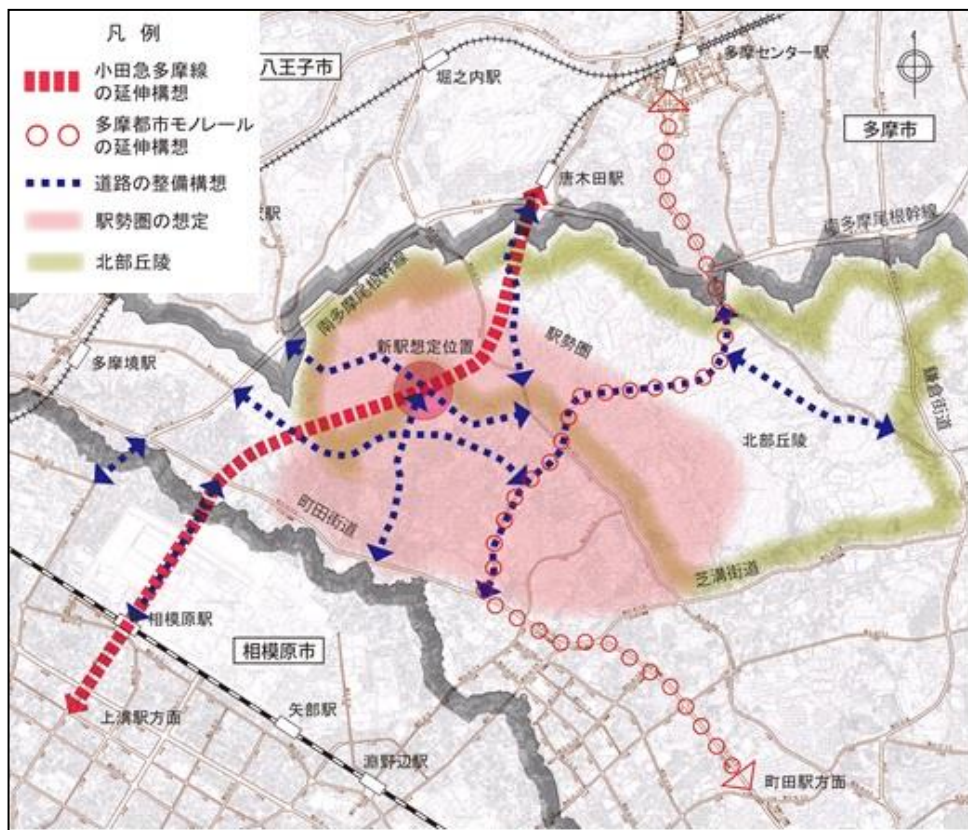 凡 例
小田急多摩線
の延伸構想
多摩都市モノレール
の延伸構想
道路の整備構想
駅勢圏の想定
北部丘陵
八王子市
堀之内駅
多摩センター駅
多摩市
唐木田駅
南多摩尾根幹線
南多摩尾根幹線
多摩境駅
新駅想定位置
駅勢圏
鎌倉街道
北部丘陵
町田街道
芝溝街道
相模原駅
相模原市
上溝駅方面
矢部駅
淵野辺駅
町田駅方面